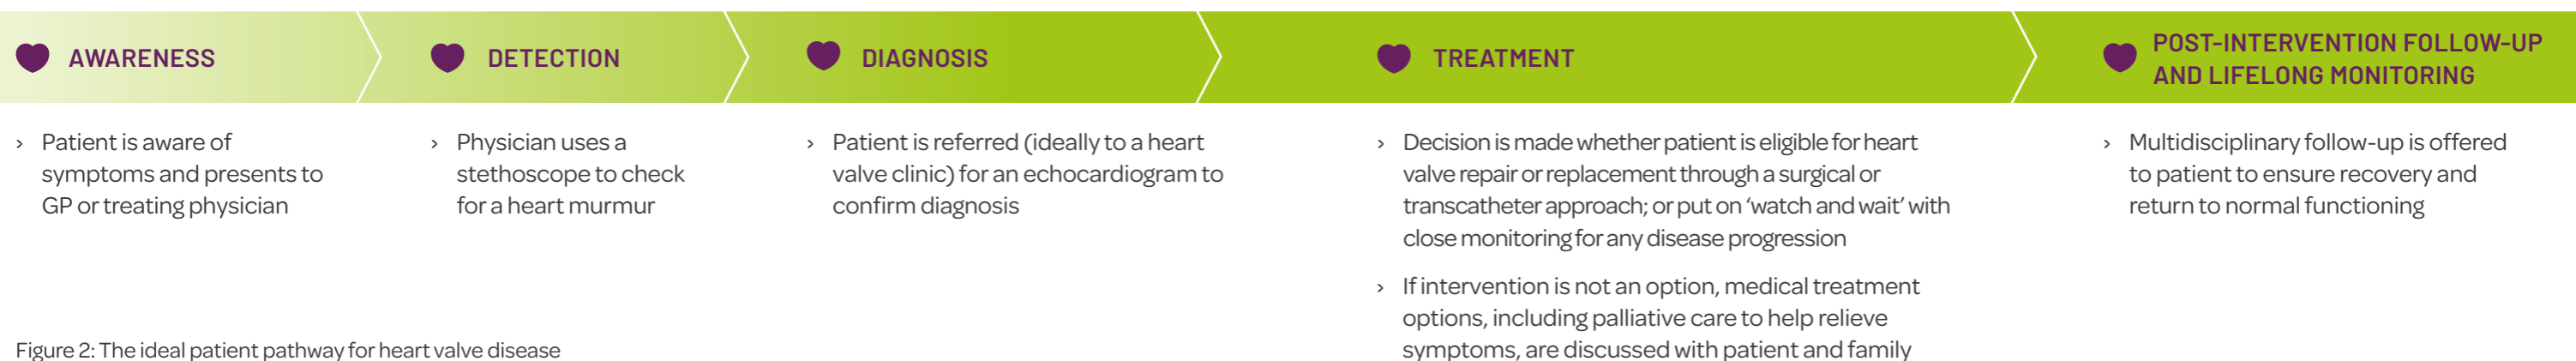 AWARENESS
Patient is aware of
symptoms and presents to
GP or treating physician
DETECTION
Physician uses a
stethoscope to check
for a heart murmur
DIAGNOSIS
Patient is referred (ideally to a heart
valve clinic) for an echocardiogram to
confirm diagnosis
TREATMENT
Decision is made whether patient is eligible for heart
valve repair or replacement through a surgical or
transcatheter approach; or put on ‘watch and wait’ with
close monitoring for any disease progression
If intervention is not an option, medical treatment
options, including palliative care to help relieve
symptoms, are discussed with patient and family
POST-INTERVENTION FOLLOW-UP
AND LIFELONG MONITORING
Multidisciplinary follow-up is offered
to patient to ensure recovery and
return to normal functioning
Figure 2: The ideal patient pathway for heart valve disease